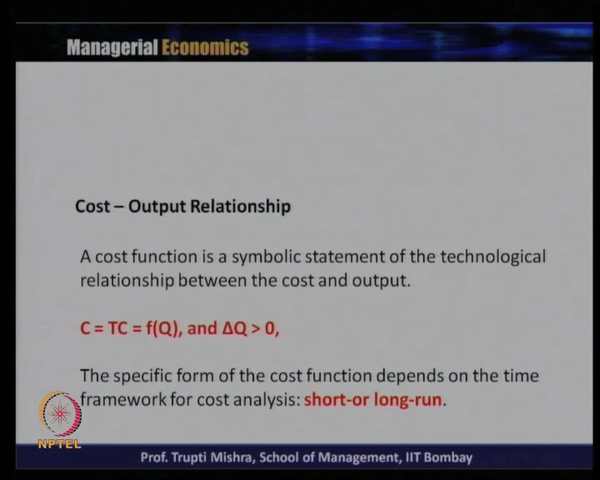 Managerial Economics
Cost – Output Relationship
A cost function is a symbolic statement of the technological
relationship between the cost and output.
C = TC = f(Q), and ΔQ > 0,
The specific form of the cost function depends on the time
framework for cost analysis: short-or long-run.
NPTEL
Prof. Trupti Mishra, School of Management, IIT Bombay